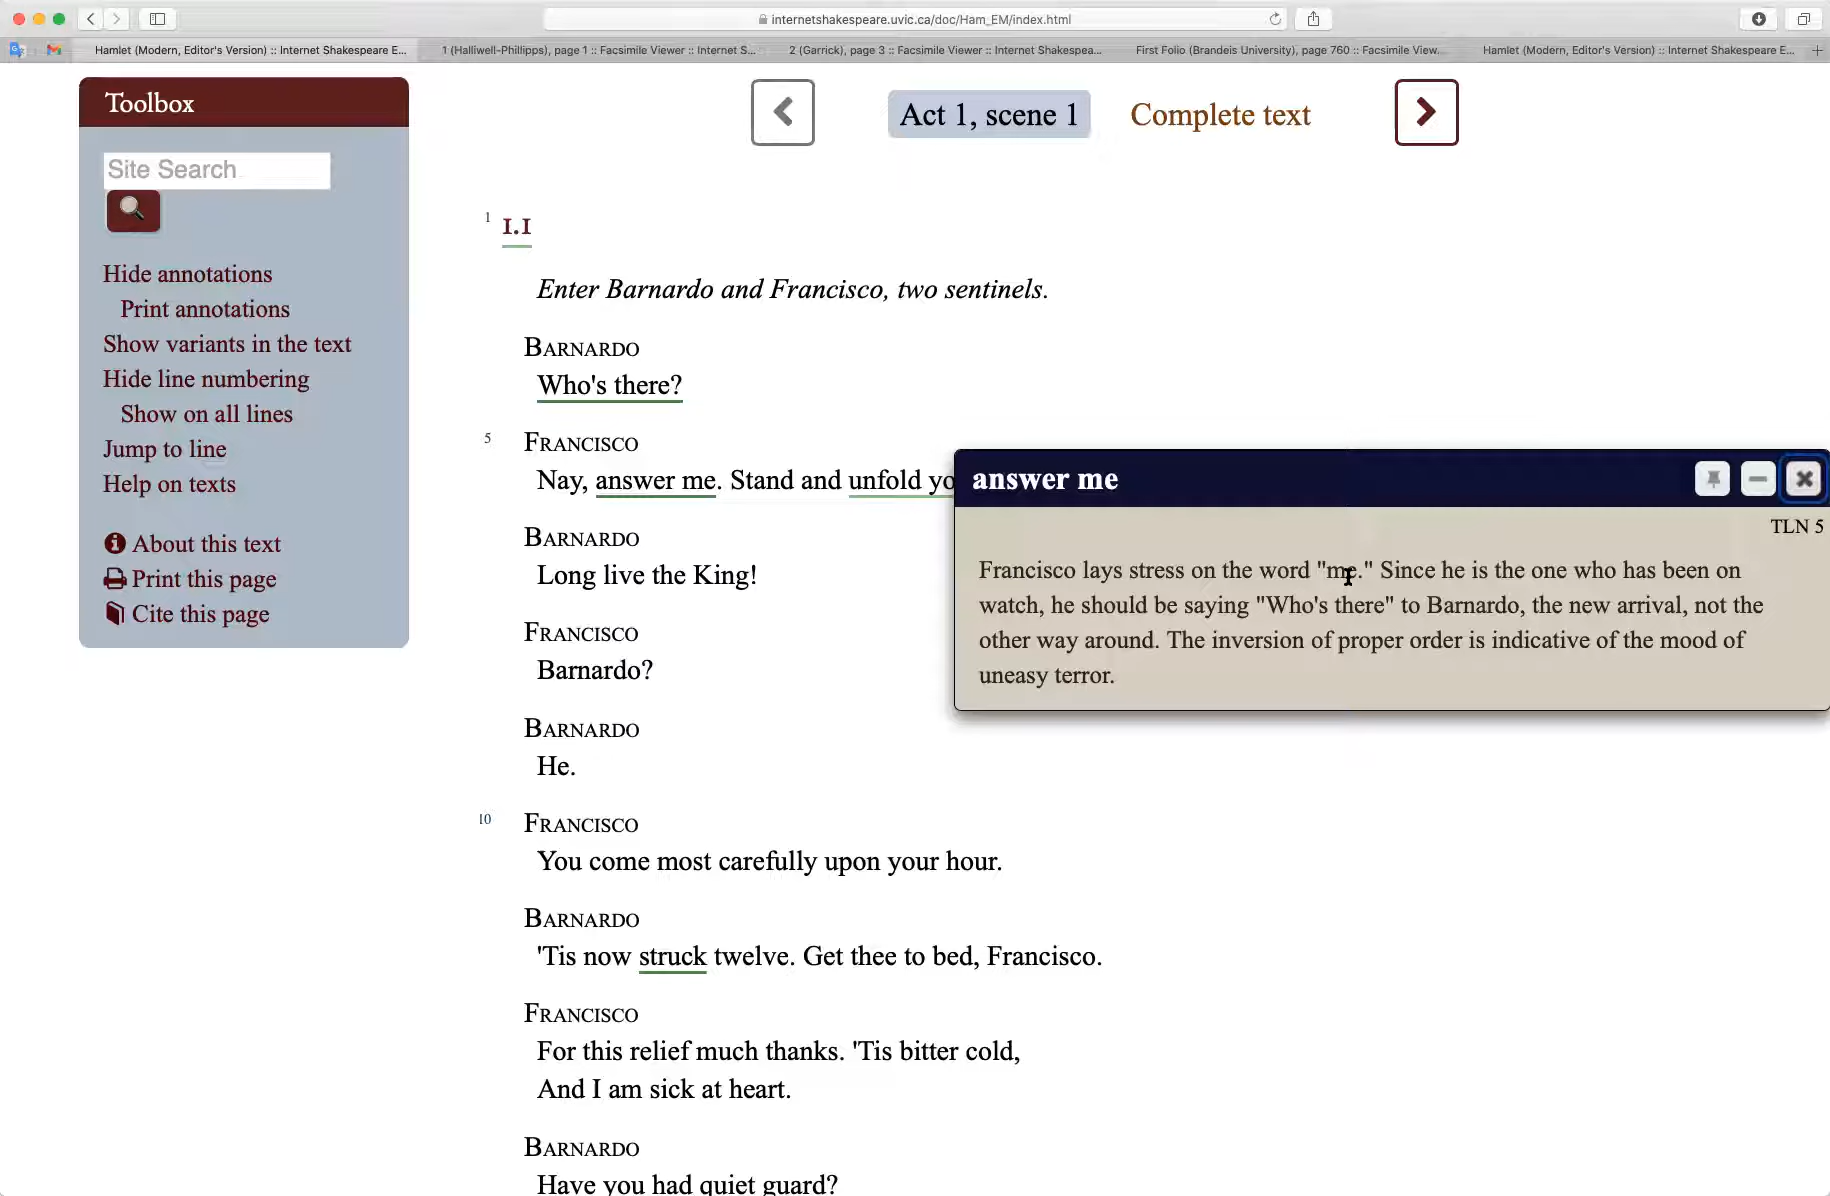 internetshakespeare.uvic.ca/doc/Ham_EM/index.html
Hamlet (Modern, Editor's Version) :: Internet Shakespeare E...
1 (Halliwell-Phillipps), page 1 :: Facsimile Viewer :: Internet S...
2 (Garrick), page 3 :: Facsimile Viewer :: Internet Shakespea...
First Folio (Brandeis University), page 760 :: Facsimile View...
Hamlet (Modern, Editor's Version) :: Internet Shakespeare E...
Toolbox
Site Search
Hide annotations
Print annotations
Show variants in the text
Hide line numbering
Show on all lines
Jump to line
Help on texts
About this text
Print this page
Cite this page
Act 1, scene 1
Complete text
1 I.I
Enter Barnardo and Francisco, two sentinels.
BARNARDO
Who's there?
5 FRANCISCO
Nay, answer me. Stand and unfold yo
BARNARDO
Long live the King!
FRANCISCO
Barnardo?
BARNARDO
He.
10 FRANCISCO
You come most carefully upon your hour.
BARNARDO
'Tis now struck twelve. Get thee to bed, Francisco.
FRANCISCO
For this relief much thanks. 'Tis bitter cold,
And I am sick at heart.
BARNARDO
Have you had quiet guard?
answer me
TLN 5
Francisco lays stress on the word "me." Since he is the one who has been on
watch, he should be saying "Who's there" to Barnardo, the new arrival, not the
other way around. The inversion of proper order is indicative of the mood of
uneasy terror.